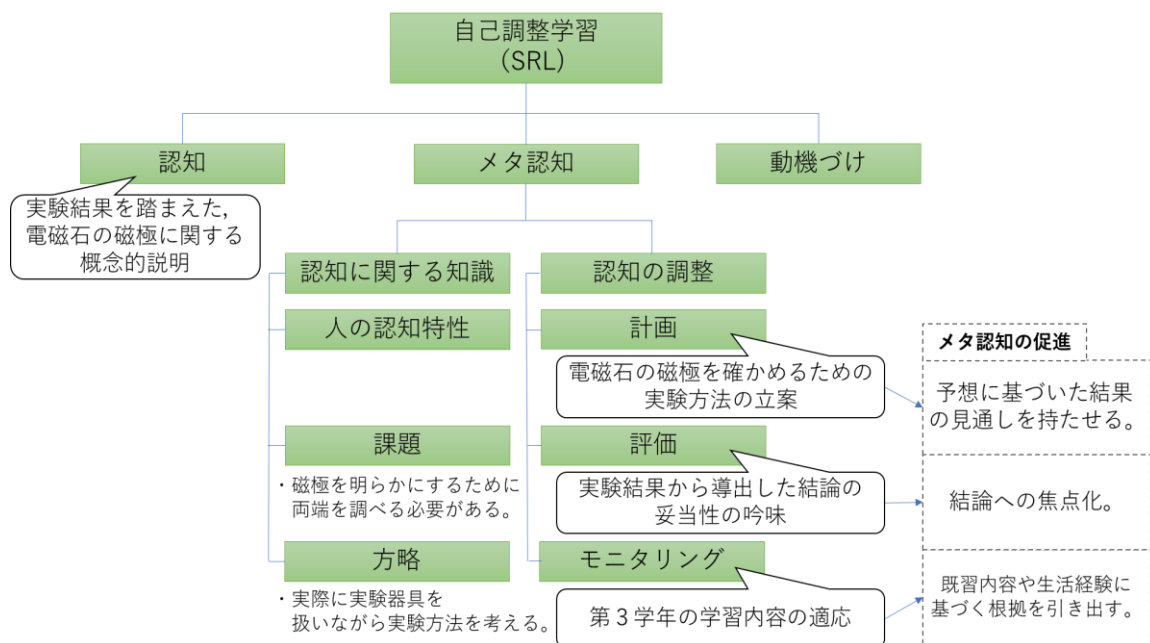 自己調整学習
(SRL)
認知
メタ認知
動機づけ
実験結果を踏まえた,
電磁石の磁極に関する
概念的説明
認知に関する知識
認知の調整
人の認知特性
計画
メタ認知の促進
電磁石の磁極を確かめるための
実験方法の立案
予想に基づいた結果
の見通しを持たせる。
課題
評価
・磁極を明らかにするために
両端を調べる必要がある。
実験結果から導出した結論の
妥当性の吟味
結論への焦点化。
方略
モニタリング
・実際に実験器具を
扱いながら実験方法を考える。
第3学年の学習内容の適応
既習内容や生活経験に
基づく根拠を引き出す。